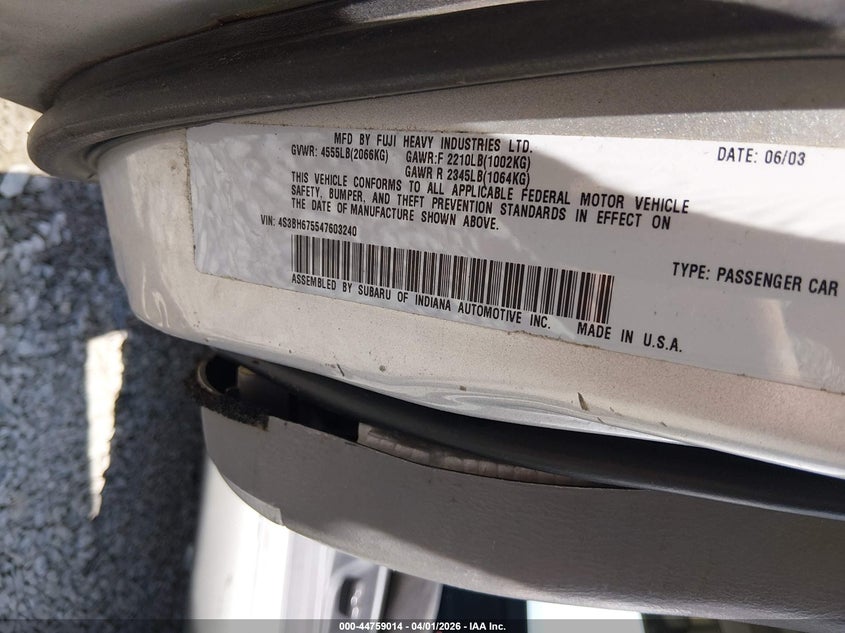 MFD BY FUJI HEAVY INDUSTRIES LTD.
DATE: 06/03
GVWR: 4555LB(2066KG) GAWR:F 2210LB(1002KG)
GAWR R 2345LB(1064KG)
THIS VEHICLE CONFORMS TO ALL APPLICABLE FEDERAL MOTOR VEHICLE
SAFETY, BUMPER, AND THEFT PREVENTION STANDARDS IN EFFECT ON
THE DATE OF MANUFACTURE SHOWN ABOVE.
VIN: 4S3BH675547603240
TYPE: PASSENGER CAR
ASSEMBLED BY SUBARU OF INDIANA AUTOMOTIVE INC.
MADE IN U.S.A.
000-44759014 - 04/01/2026 - IAA Inc.